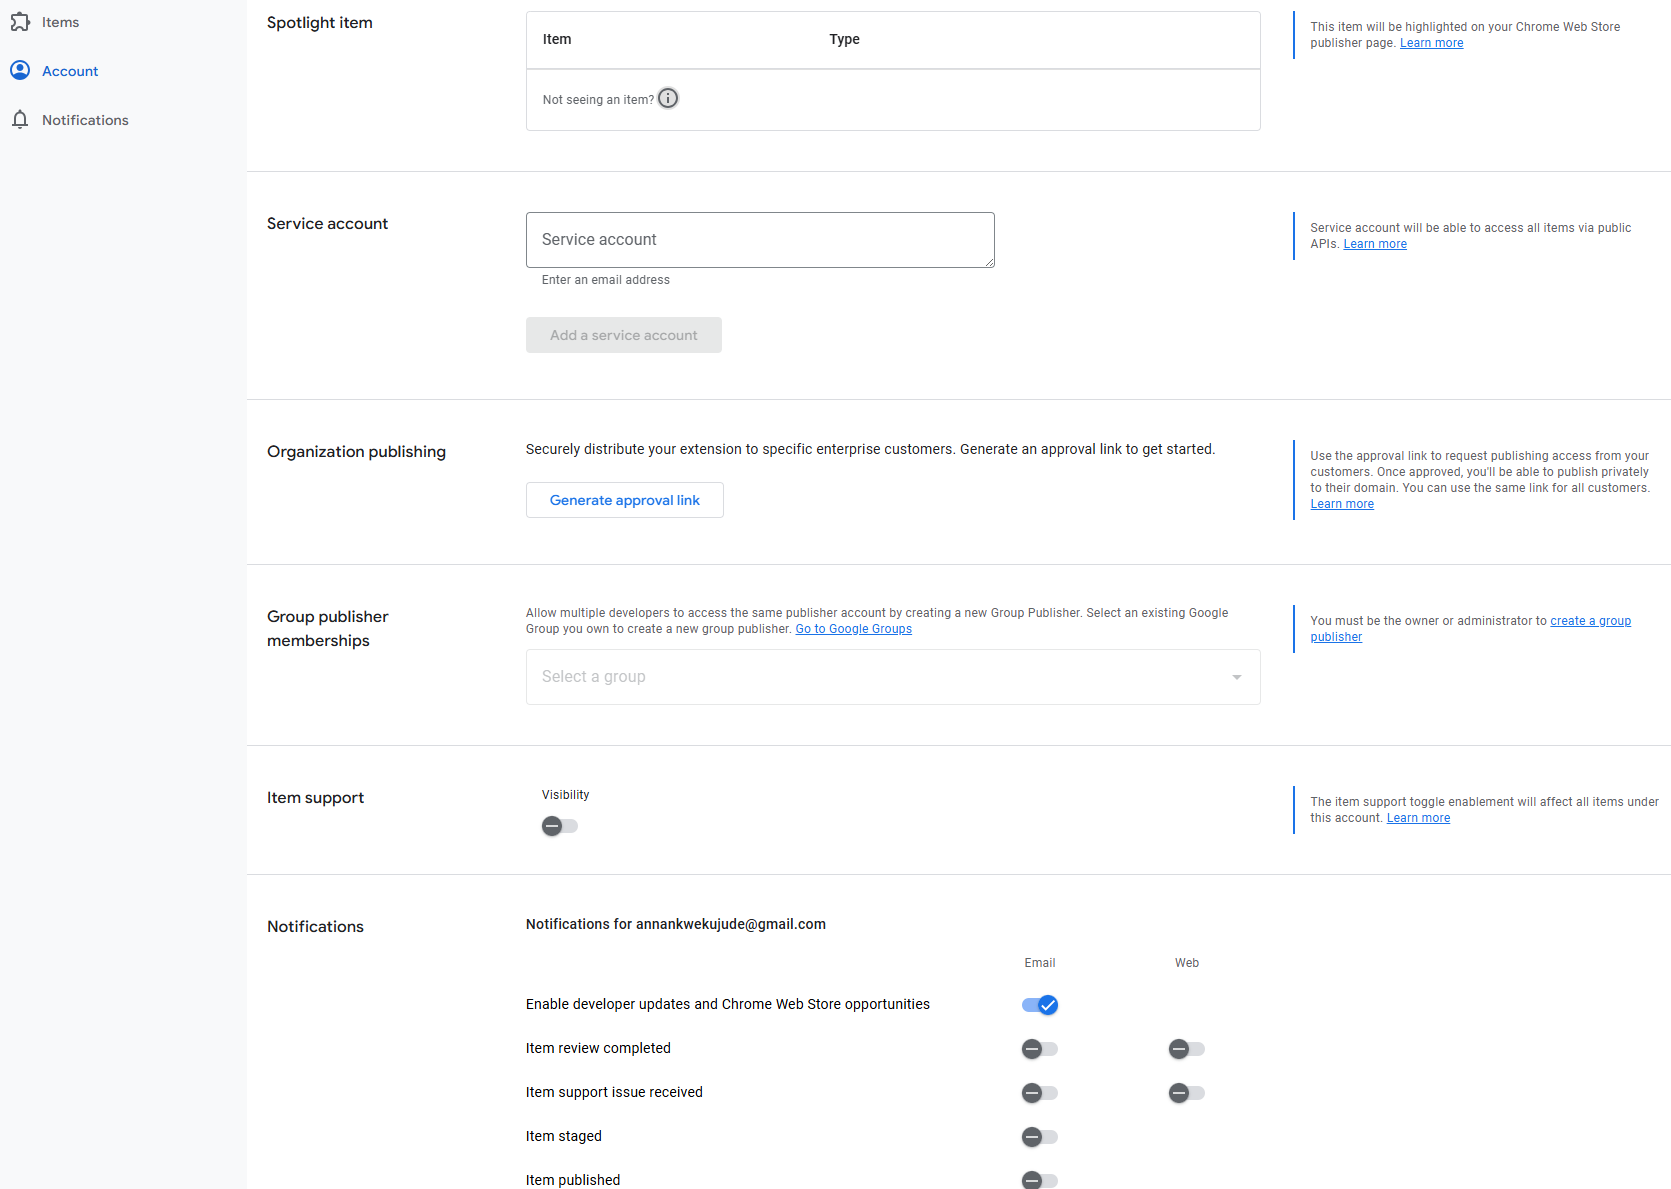 Items
Account
Notifications
Spotlight item
Item Type
Not seeing an item?
This item will be highlighted on your Chrome Web Store
publisher page. Learn more
Service account
Service account
Enter an email address
Add a service account
Service account will be able to access all items via public
APIs. Learn more
Organization publishing
Securely distribute your extension to specific enterprise customers. Generate an approval link to get started.
Generate approval link
Use the approval link to request publishing access from your
customers. Once approved, you'll be able to publish privately
to their domain. You can use the same link for all customers.
Learn more
Group publisher
memberships
Allow multiple developers to access the same publisher account by creating a new Group Publisher. Select an existing Google
Group you own to create a new group publisher. Go to Google Groups
Select a group
You must be the owner or administrator to create a group
publisher
Item support
Visibility
The item support toggle enablement will affect all items under
this account. Learn more
Notifications
Notifications for annankwekujude@gmail.com
Email Web
Enable developer updates and Chrome Web Store opportunities
Item review completed
Item support issue received
Item staged
Item published